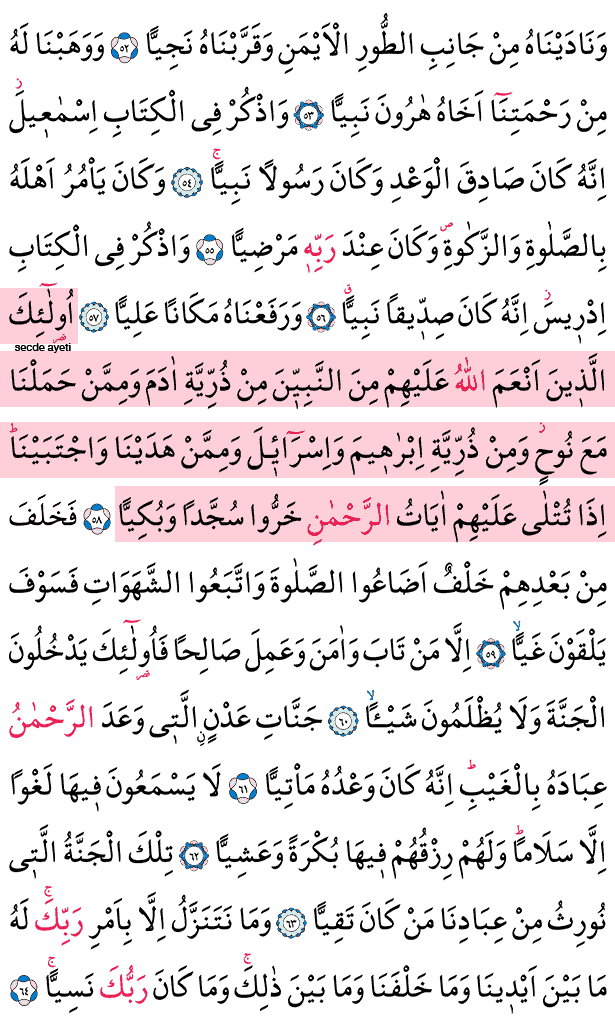 وَنَادَيْنَاهُ مِنْ جَانِبِ الطُّورِ الْاَيْمَنِ وَقَرَّبْنَاهُ نَجِيًّا ﴿٥٢﴾ وَوَهَبْنَا لَهُ
مِنْ رَحْمَتِنَٓا اَخَاهُ هٰرُونَ نَبِيًّا ﴿٥٣﴾ وَاذْكُرْ فِى الْكِتَابِ اِسْمٰعٖيلَؗ
اِنَّهُ كَانَ صَادِقَ الْوَعْدِ وَكَانَ رَسُولًا نَبِيًّاۚ ﴿٥٤﴾ وَكَانَ يَاْمُرُ اَهْلَهُ
بِالصَّلٰوةِ وَالزَّكٰوةِࣕ وَكَانَ عِنْدَ رَبِّهٖ مَرْضِيًّا ﴿٥٥﴾ وَاذْكُرْ فِى الْكِتَابِ
اِدْرٖيسَؗ اِنَّهُ كَانَ صِدّٖيقاً نَبِيًّاࣗ ﴿٥٦﴾ وَرَفَعْنَاهُ مَكَانًا عَلِيًّا ﴿٥٧﴾ اُولٰٓئِكَ
secde ayeti
الَّذٖينَ اَنْعَمَ اللّٰهُ عَلَيْهِمْ مِنَ النَّبِيّٖنَ مِنْ ذُرِّيَّةِ اٰدَمَ وَمِمَّنْ حَمَلْنَا
مَعَ نُوحٍؗ وَمِنْ ذُرِّيَّةِ اِبْرٰهٖيمَ وَاِسْرَٓائٖلَ وَمِمَّنْ هَدَيْنَا وَاجْتَبَيْنَاؕ
اِذَا تُتْلٰى عَلَيْهِمْ اٰيَاتُ الرَّحْمٰنِ خَرُّوا سُجَّدًا وَبُكِيًّا ﴿٥٨﴾ فَخَلَفَ
مِنْ بَعْدِهِمْ خَلْفٌ اَضَاعُوا الصَّلٰوةَ وَاتَّبَعُوا الشَّهَوَاتِ فَسَوْفَ
يَلْقَوْنَ غَيًّاۙ ﴿٥٩﴾ اِلَّا مَنْ تَابَ وَاٰمَنَ وَعَمِلَ صَالِحًا فَاُولٰٓئِكَ يَدْخُلُونَ
الْجَنَّةَ وَلَا يُظْلَمُونَ شَيْـًٔاۙ ﴿٦٠﴾ جَنَّاتِ عَدْنٍ الَّتٖى وَعَدَ الرَّحْمٰنُ
عِبَادَهُ بِالْغَيْبِؕ اِنَّهُ كَانَ وَعْدُهُ مَاْتِيًّا ﴿٦١﴾ لَا يَسْمَعُونَ فٖيهَا لَغْوًا
اِلَّا سَلَامًاؕ وَلَهُمْ رِزْقُهُمْ فٖيهَا بُكْرَةً وَعَشِيًّا ﴿٦٢﴾ تِلْكَ الْجَنَّةُ الَّتٖى
نُورِثُ مِنْ عِبَادِنَا مَنْ كَانَ تَقِيًّا ﴿٦٣﴾ وَمَا نَتَنَزَّلُ اِلَّا بِاَمْرِ رَبِّكَۚ لَهُ
مَا بَيْنَ اَيْدٖينَا وَمَا خَلْفَنَا وَمَا بَيْنَ ذٰلِكَۚ وَمَا كَانَ رَبُّكَ نَسِيًّاۚ ﴿٦٤﴾